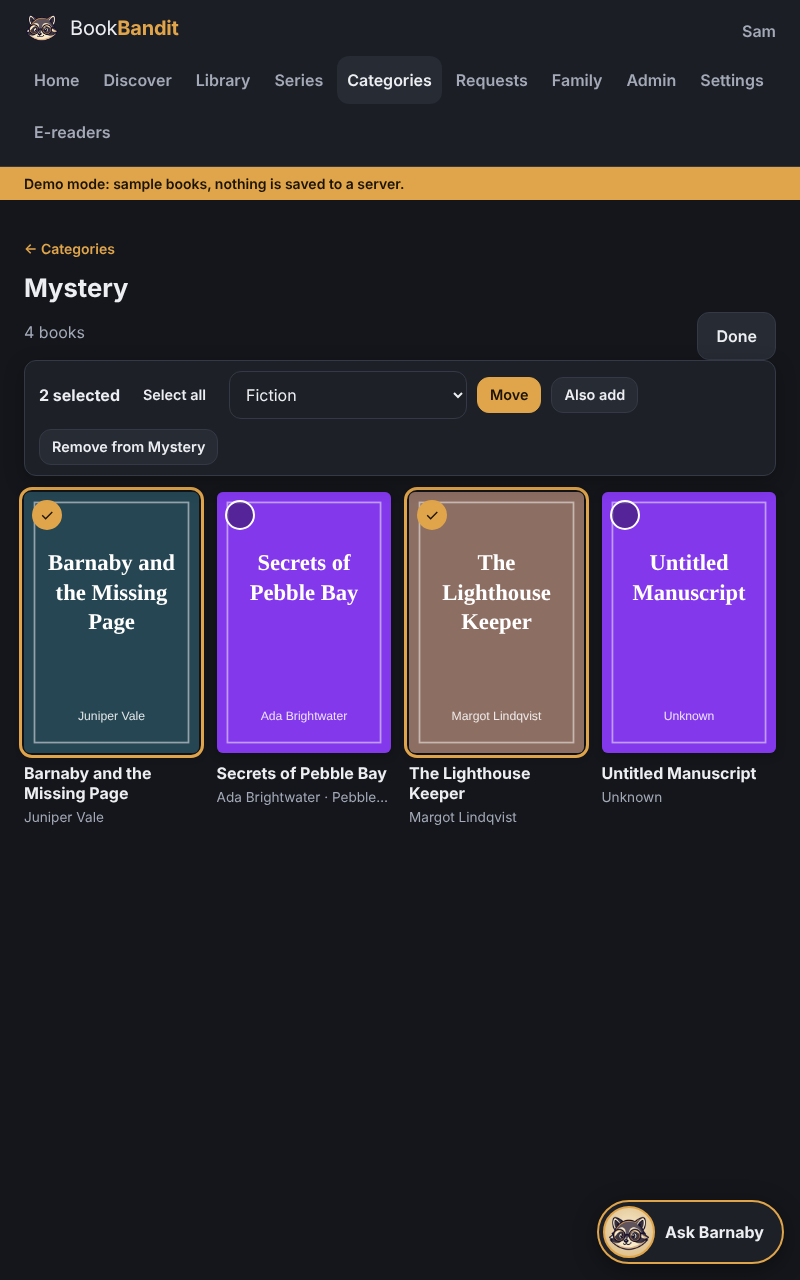 BookBandit
Sam
Home Discover Library Series Categories Requests Family Admin Settings
E-readers
Demo mode: sample books, nothing is saved to a server.
← Categories
Mystery
4 books
Done
2 selected Select all Fiction Move Also add
Remove from Mystery
Barnaby and
the Missing
Page
Juniper Vale
Secrets of
Pebble Bay
Ada Brightwater
The
Lighthouse
Keeper
Margot Lindqvist
Untitled
Manuscript
Unknown
Barnaby and the
Missing Page
Juniper Vale
Secrets of Pebble Bay
Ada Brightwater · Pebble...
The Lighthouse
Keeper
Margot Lindqvist
Untitled Manuscript
Unknown
Ask Barnaby